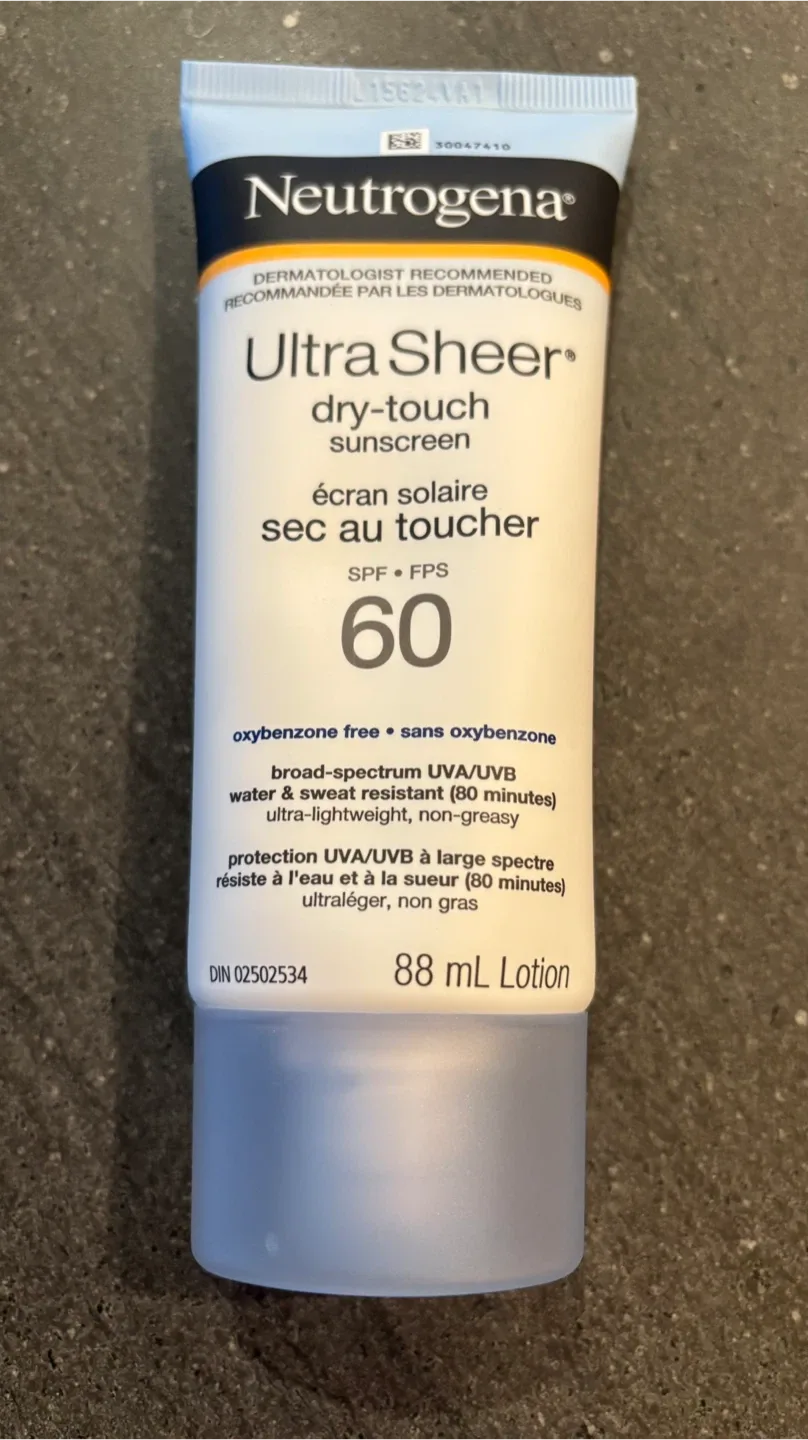 30047410
Neutrogena®
DERMATOLOGIST RECOMMENDED
RECOMMANDÉE PAR LES DERMATOLOGUES
Ultra Sheer®
dry-touch
sunscreen
écran solaire
sec au toucher
SPF • FPS
60
oxybenzone free • sans oxybenzone
broad-spectrum UVA/UVB
water & sweat resistant (80 minutes)
ultra-lightweight, non-greasy
protection UVA/UVB à large spectre
résiste à l'eau et à la sueur (80 minutes)
ultraléger, non gras
DIN 02502534 88 mL Lotion